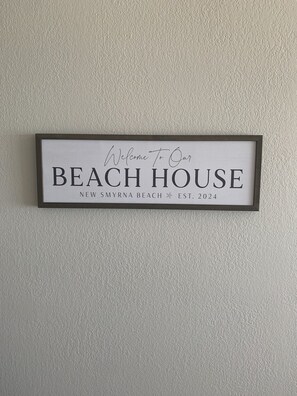 Welcome To Our
BEACH HOUSE
NEW SMYRNA BEACH ※ EST. 2024